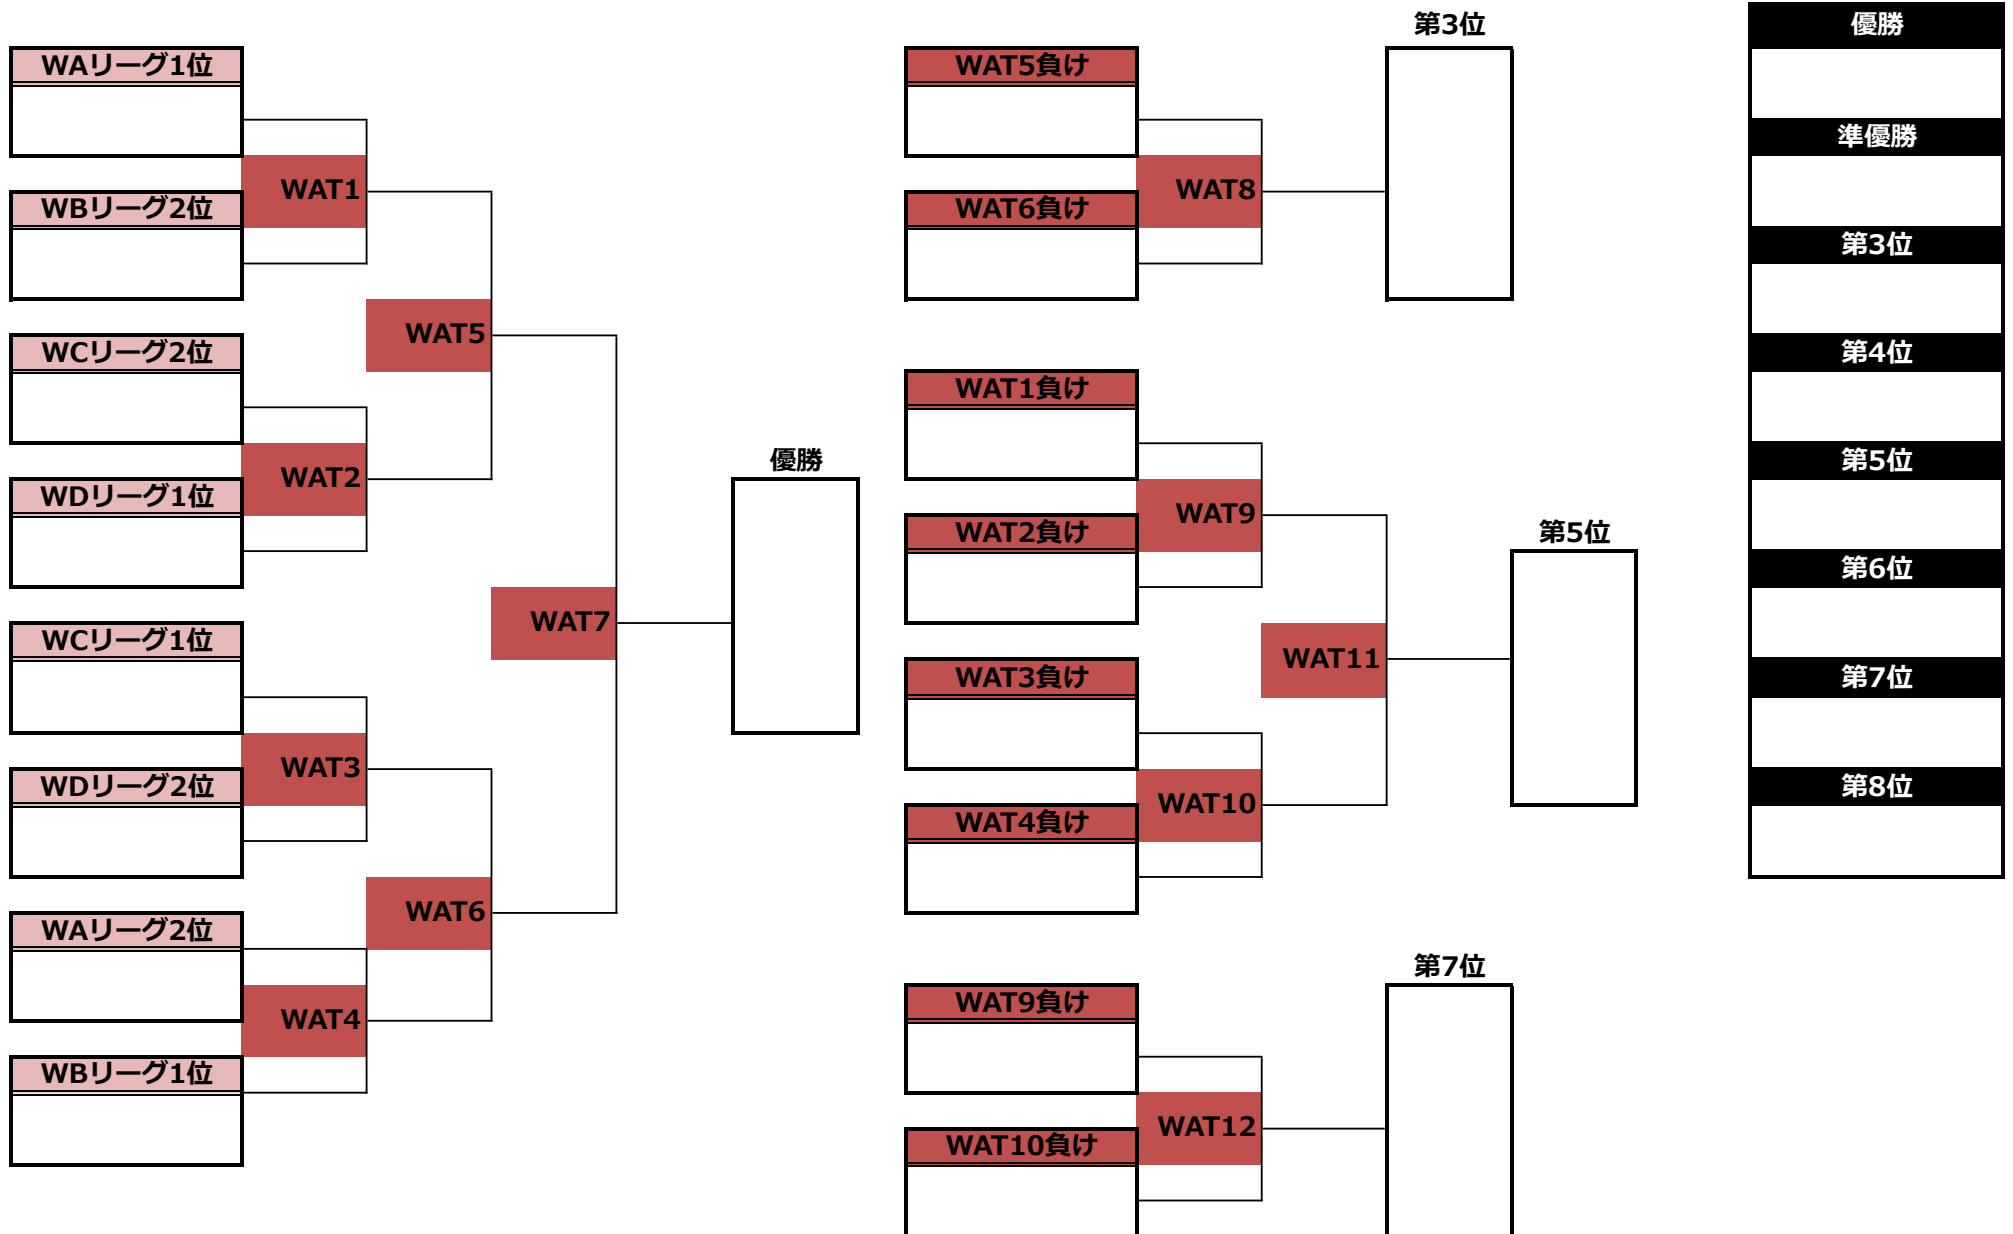 WAリーグ1位
WAT1
WBリーグ2位
WAT5
WCリーグ2位
WAT2
WDリーグ1位
優勝
WAT7
WCリーグ1位
WAT3
WDリーグ2位
WAT6
WAリーグ2位
WAT4
WBリーグ1位
第3位
WAT5負け
WAT8
WAT6負け
WAT1負け
WAT9
WAT2負け
第5位
WAT11
WAT3負け
WAT10
WAT4負け
第7位
WAT9負け
WAT12
WAT10負け
優勝
準優勝
第3位
第4位
第5位
第6位
第7位
第8位